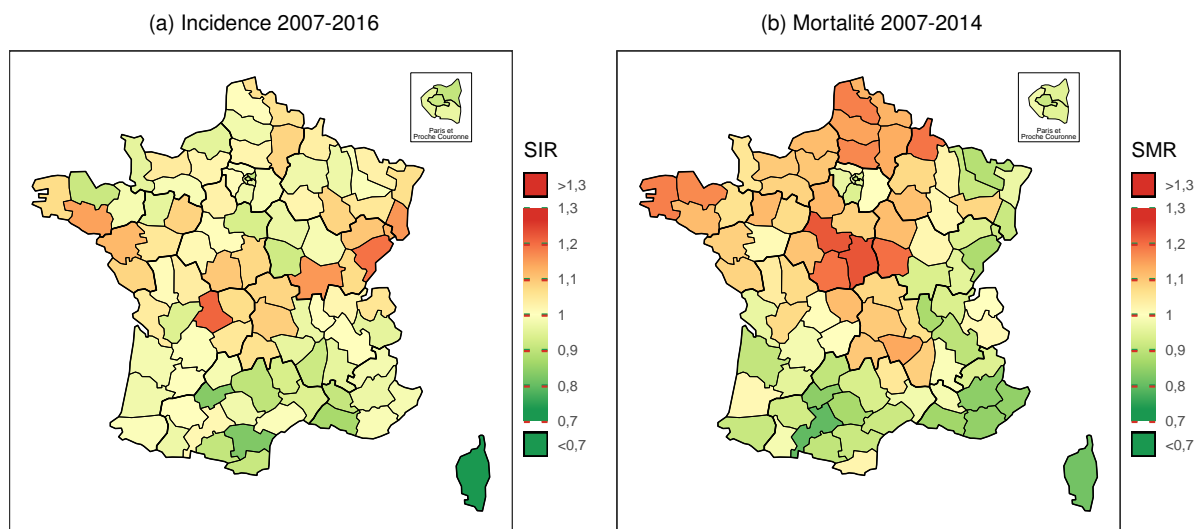 (a) Incidence 2007-2016
Paris et
Proche Couronne
SIR
>1,3
1,3
1,2
1,1
1
0,9
0,8
0,7
<0,7
(b) Mortalité 2007-2014
Paris et
Proche Couronne
SMR
>1,3
1,3
1,2
1,1
1
0,9
0,8
0,7
<0,7